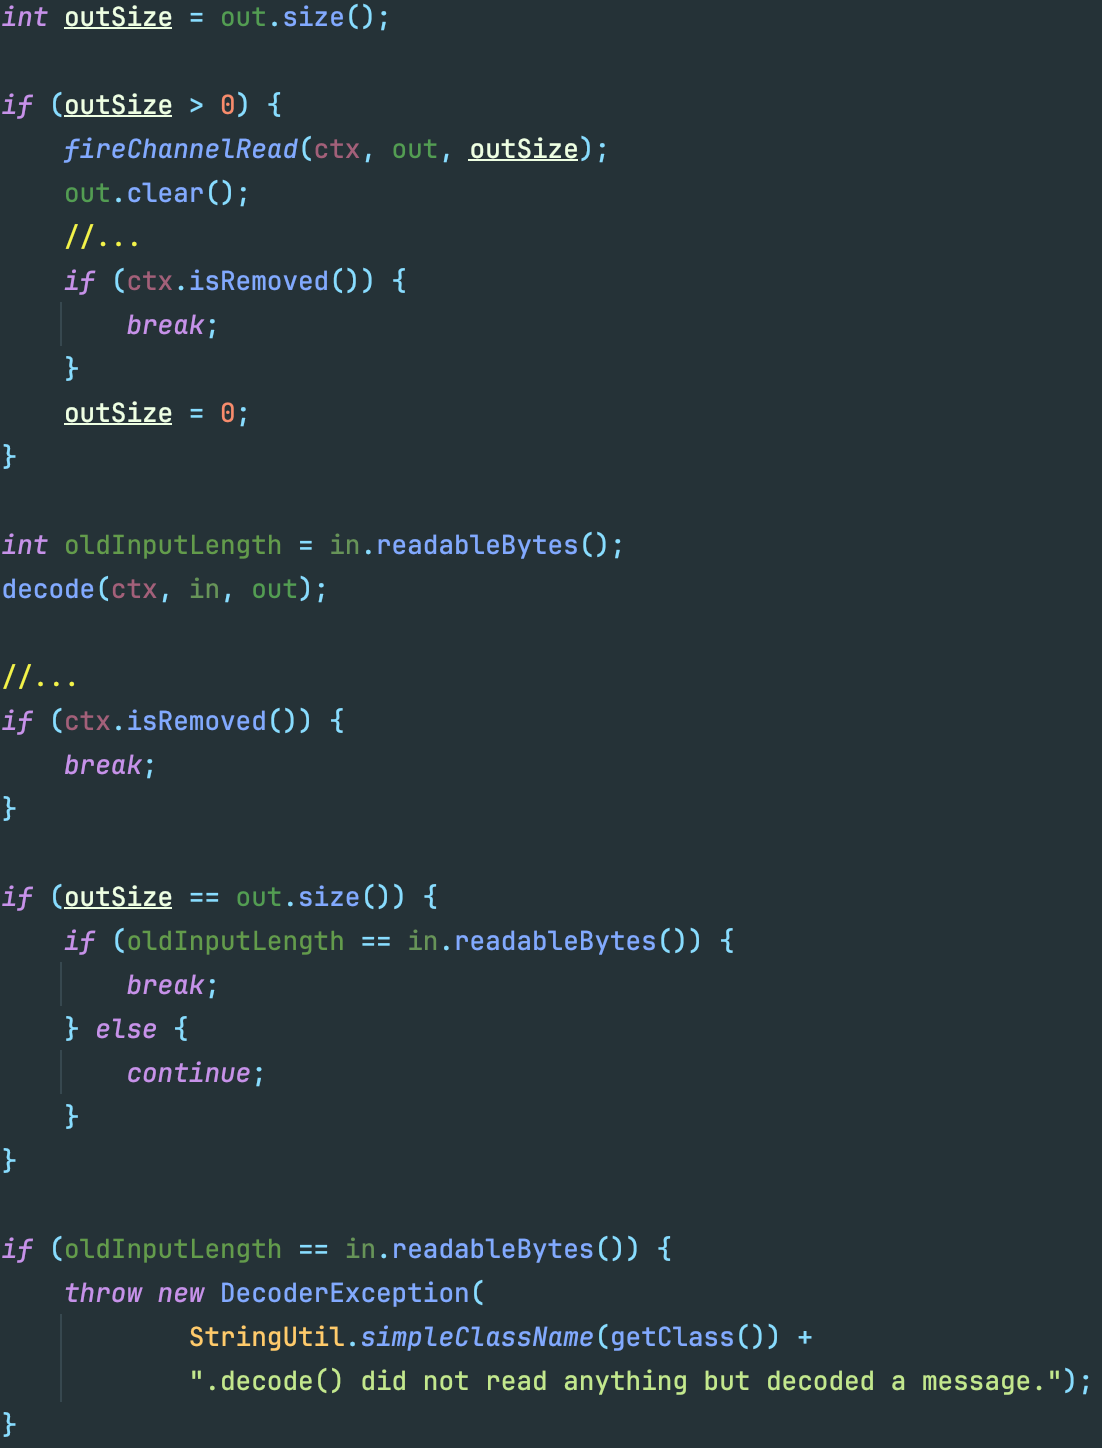 int outSize = out.size();

if (outSize > 0) {
    fireChannelRead(ctx, out, outSize);
    out.clear();
    //...
    if (ctx.isRemoved()) {
        break;
    }
    outSize = 0;
}

int oldInputLength = in.readableBytes();
decode(ctx, in, out);

//...
if (ctx.isRemoved()) {
    break;
}

if (outSize == out.size()) {
    if (oldInputLength == in.readableBytes()) {
        break;
    } else {
        continue;
    }
}

if (oldInputLength == in.readableBytes()) {
    throw new DecoderException(
            StringUtil.simpleClassName(getClass()) +
            ".decode() did not read anything but decoded a message.");
}